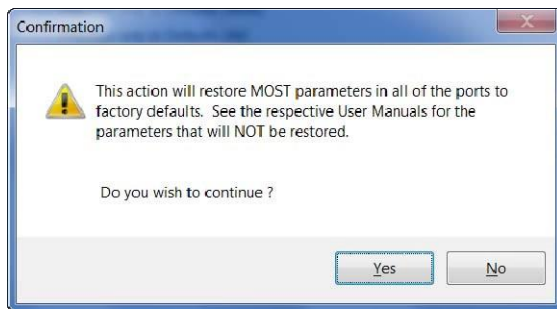 Confirmation
This action will restore MOST parameters in all of the ports to
factory defaults.  See the respective User Manuals for the
parameters that will NOT be restored.
Do you wish to continue ?
Yes
No